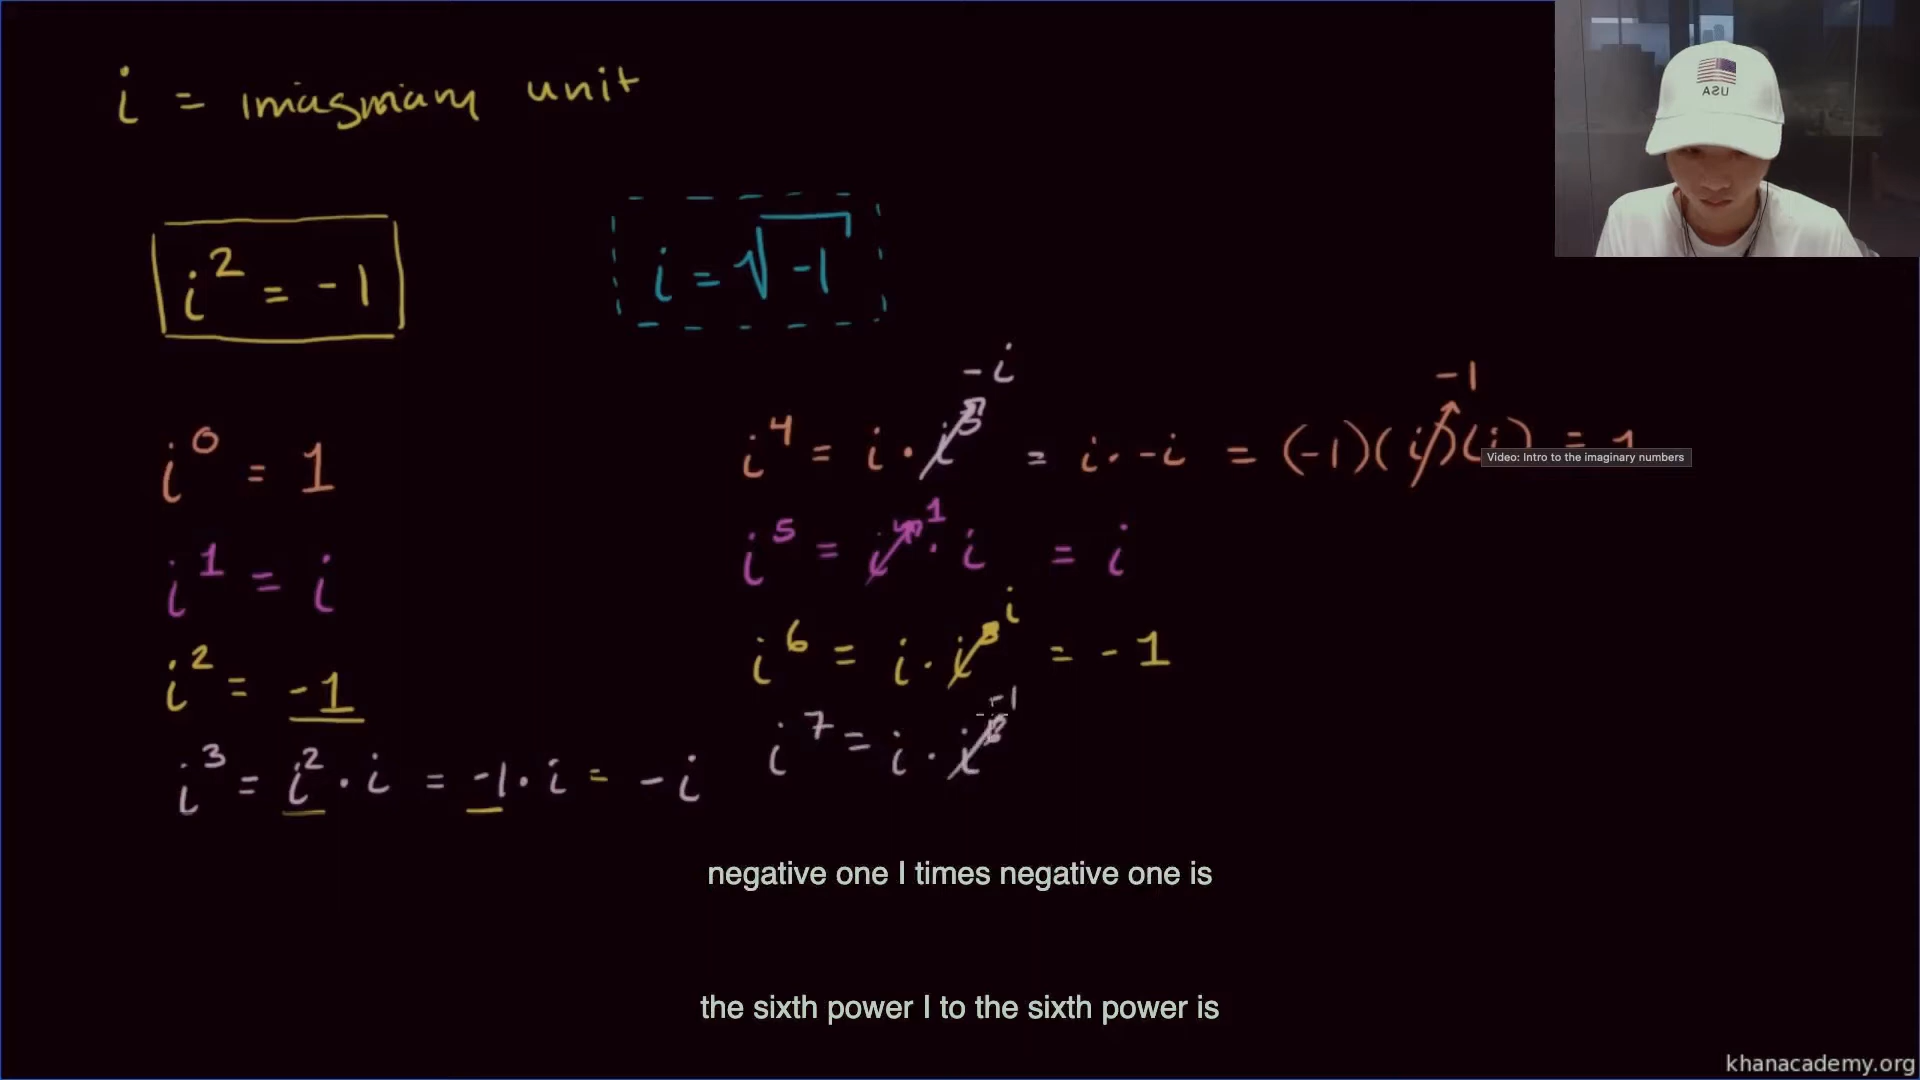 i = imaginary unit
USA
i² = -1
i = √-1
-i
-1
i⁰ = 1
i⁴ = i · i³ = i · -i = (-1)(i)(i) = 1
Video: Intro to the imaginary numbers
1
i¹ = i
i⁵ = i⁴ · i = i
i
i² = -1
i⁶ = i · i⁵ = -1
-1
i³ = i² · i = -1 · i = -i
i⁷ = i · i⁶
negative one I times negative one is
the sixth power I to the sixth power is
khanacademy.org